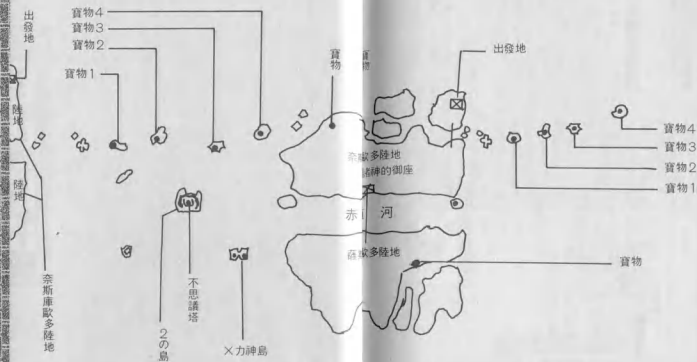 出發地
寶物4
寶物3
寶物2
寶物1
陸地
陸地
奈斯庫歐多陸地
2の島
不思議塔
×力神島
寶物
寶物
奈歐多陸地
諸神的御座
赤河
薩歐多陸地
出發地
寶物4
寶物3
寶物2
寶物1
寶物